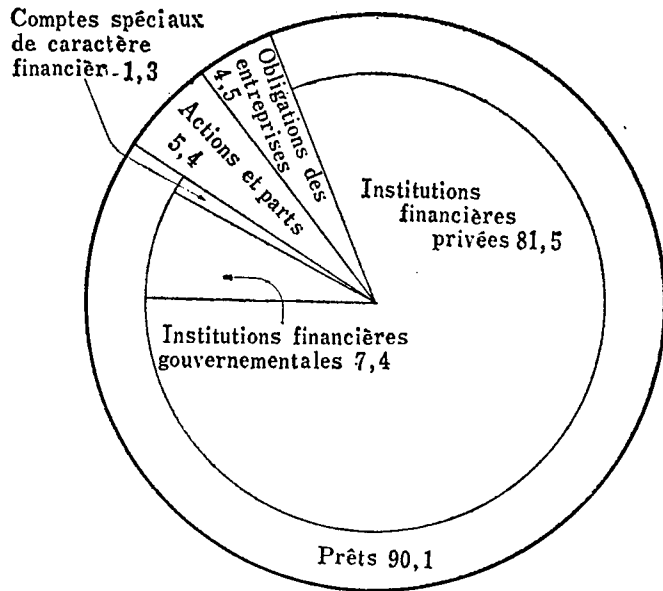 Comptes spéciaux
de caractère
financier - 1,3
Obligations des
entreprises
4,5
Actions et parts
5,4
Institutions
financières
privées 81,5
Institutions financières
gouvernementales 7,4
Prêts 90,1